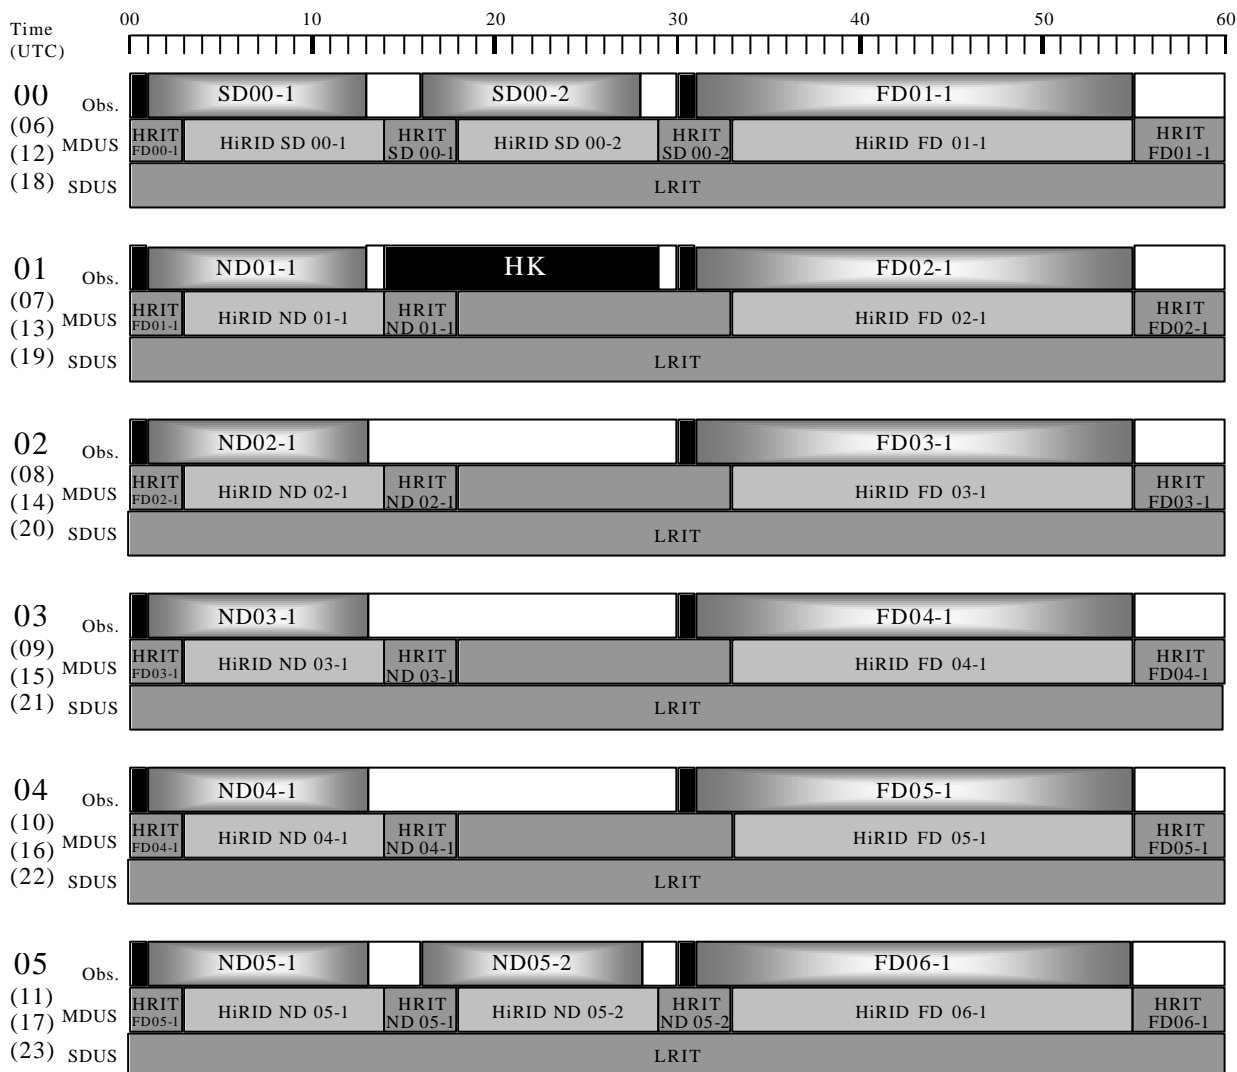 Time
(UTC)
00 10 20 30 40 50 60
00
(06)
(12)
(18)
Obs.
SD00-1 SD00-2 FD01-1
MDUS
HRIT
FD00-1
HiRID SD 00-1
HRIT
SD 00-1
HiRID SD 00-2
HRIT
SD 00-2
HiRID FD 01-1
HRIT
FD01-1
SDUS
LRIT
01
(07)
(13)
(19)
Obs.
ND01-1 HK FD02-1
MDUS
HRIT
FD01-1
HiRID ND 01-1
HRIT
ND 01-1
HiRID FD 02-1
HRIT
FD02-1
SDUS
LRIT
02
(08)
(14)
(20)
Obs.
ND02-1 FD03-1
MDUS
HRIT
FD02-1
HiRID ND 02-1
HRIT
ND 02-1
HiRID FD 03-1
HRIT
FD03-1
SDUS
LRIT
03
(09)
(15)
(21)
Obs.
ND03-1 FD04-1
MDUS
HRIT
FD03-1
HiRID ND 03-1
HRIT
ND 03-1
HiRID FD 04-1
HRIT
FD04-1
SDUS
LRIT
04
(10)
(16)
(22)
Obs.
ND04-1 FD05-1
MDUS
HRIT
FD04-1
HiRID ND 04-1
HRIT
ND 04-1
HiRID FD 05-1
HRIT
FD05-1
SDUS
LRIT
05
(11)
(17)
(23)
Obs.
ND05-1 ND05-2 FD06-1
MDUS
HRIT
FD05-1
HiRID ND 05-1
HRIT
ND 05-1
HiRID ND 05-2
HRIT
ND 05-2
HiRID FD 06-1
HRIT
FD06-1
SDUS
LRIT